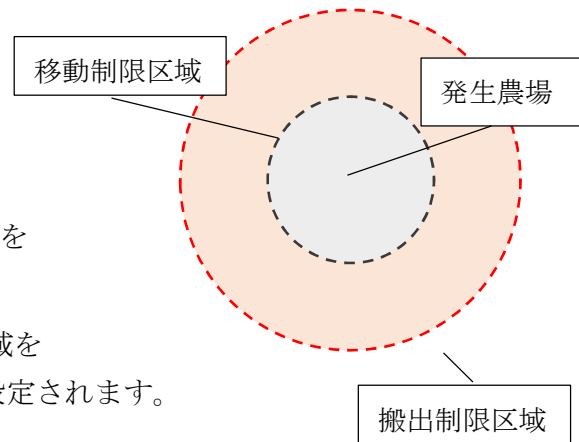 移動制限区域
発生農場
を
域を
設定されます。
搬出制限区域